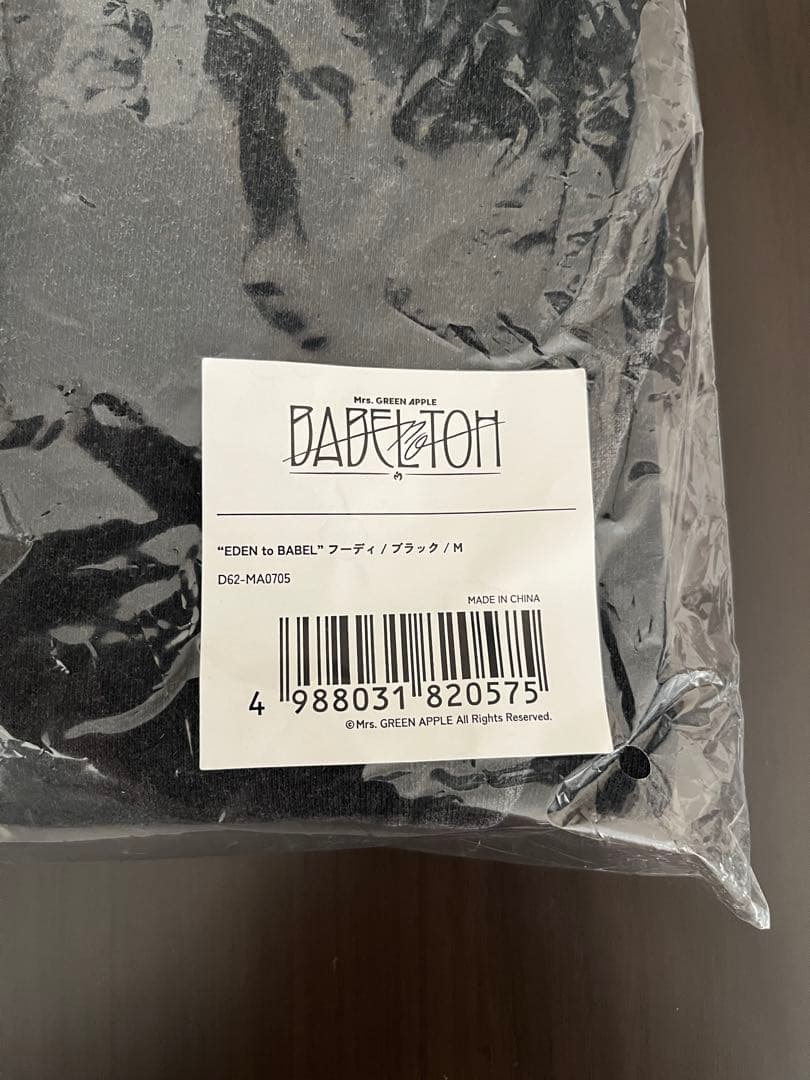 Mrs. GREEN APPLE
BABEL no TOH
“EDEN to BABEL” フーディ / ブラック / M
D62-MA0705
MADE IN CHINA
4 988031 820575
©Mrs. GREEN APPLE All Rights Reserved.